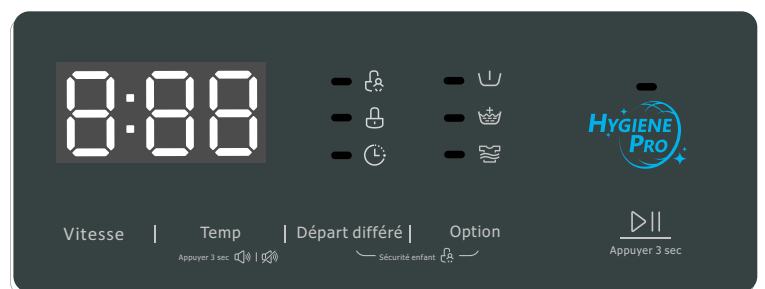 8:88
HYGIENE
PRO
Vitesse | Temp | Départ différé | Option
Appuyer 3 sec |
Sécurité enfant
Appuyer 3 sec